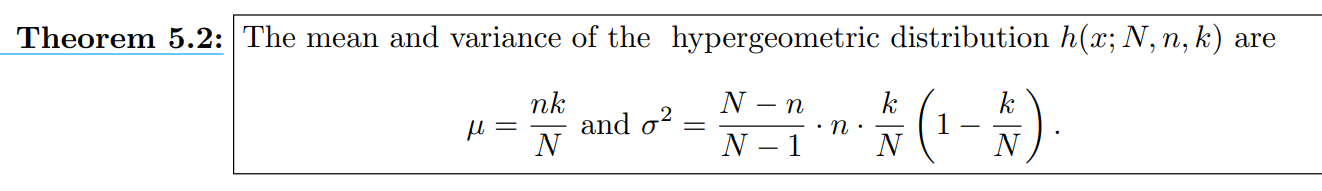 Theorem 5.2: The mean and variance of the hypergeometric distribution h(x; N, n, k) are
μ = nk/N and σ² = N − n/N − 1 · n · k/N (1 − k/N).